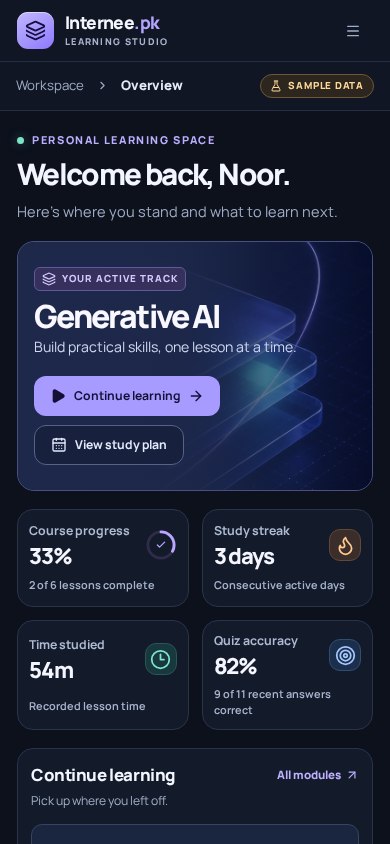 Internee.pk
LEARNING STUDIO
Workspace > Overview
SAMPLE DATA
PERSONAL LEARNING SPACE
Welcome back, Noor.
Here's where you stand and what to learn next.
YOUR ACTIVE TRACK
Generative AI
Build practical skills, one lesson at a time.
Continue learning →
View study plan
Course progress
33%
2 of 6 lessons complete
Study streak
3 days
Consecutive active days
Time studied
54m
Recorded lesson time
Quiz accuracy
82%
9 of 11 recent answers
correct
Continue learning
All modules ↗
Pick up where you left off.